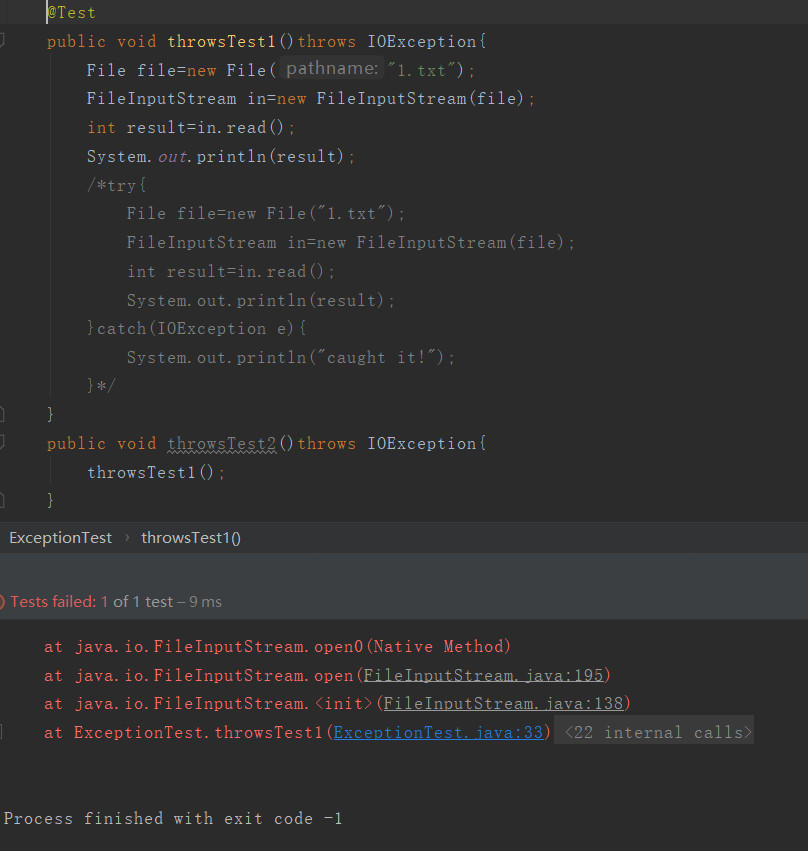 @Test
public void throwsTest1()throws IOException{
File file=new File( pathname: "1.txt");
FileInputStream in=new FileInputStream(file);
int result=in.read();
System.out.println(result);
/*try{
File file=new File("1.txt");
FileInputStream in=new FileInputStream(file);
int result=in.read();
System.out.println(result);
}catch(IOException e){
System.out.println("caught it!");
}*/
}
public void throwsTest2()throws IOException{
throwsTest1();
}
ExceptionTest › throwsTest1()
Tests failed: 1 of 1 test – 9 ms
at java.io.FileInputStream.open0(Native Method)
at java.io.FileInputStream.open(FileInputStream.java:195)
at java.io.FileInputStream.<init>(FileInputStream.java:138)
at ExceptionTest.throwsTest1(ExceptionTest.java:33) <22 internal calls>
Process finished with exit code -1